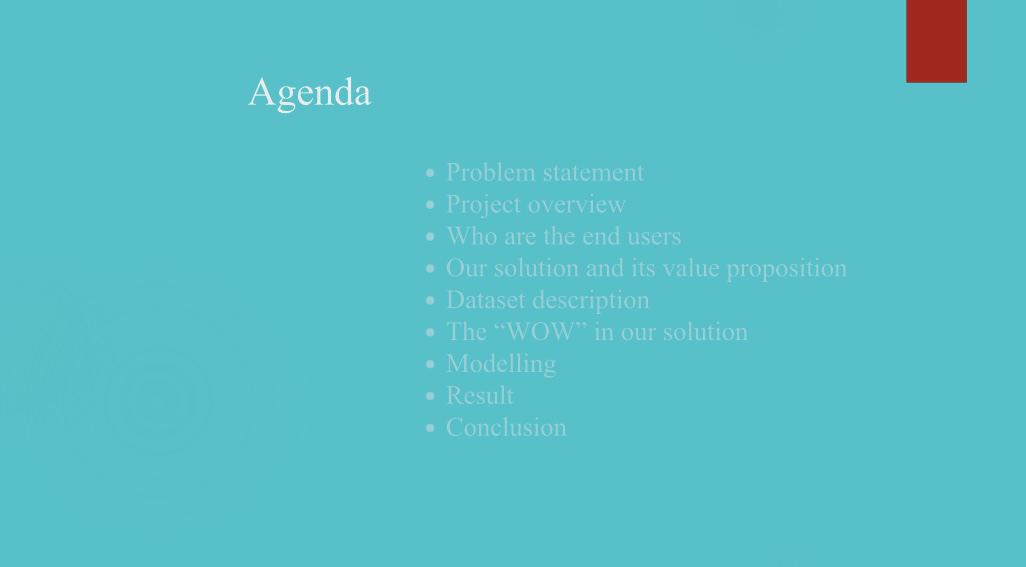 Agenda
• Problem statement
• Project overview
• Who are the end users
• Our solution and its value proposition
• Dataset description
• The “WOW” in our solution
• Modelling
• Result
• Conclusion